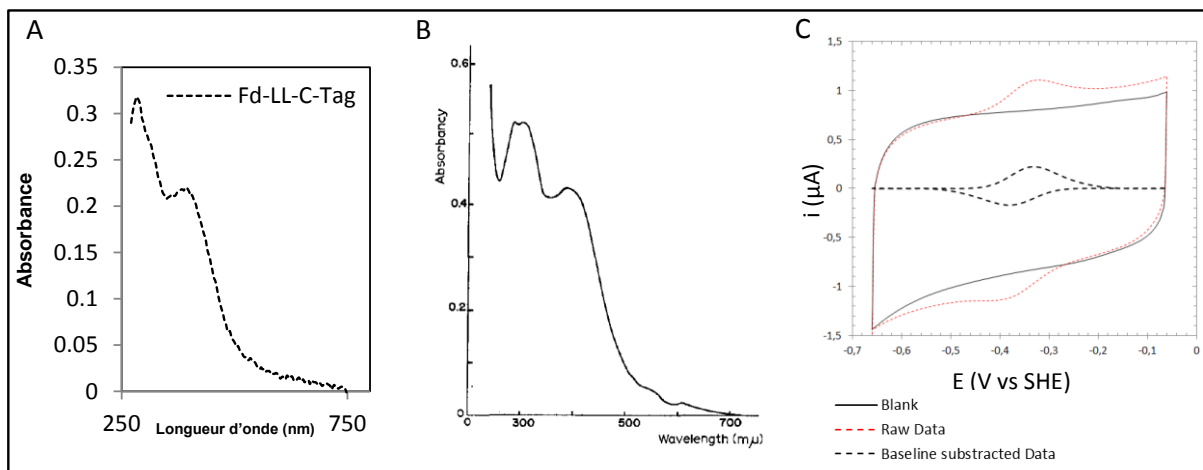 A
0.35
0.3
0.25
0.2
0.15
0.1
0.05
0
250
750
Absorbance
Longueur d'onde (nm)
Fd-LL-C-Tag
B
0.6
0.4
0.2
0
300
500
700
Absorbancy
Wavelength (mμ)
C
1,5
1
0,5
0
-0,5
-1
-1,5
i (μA)
-0,7
-0,6
-0,5
-0,4
-0,3
-0,2
-0,1
0
E (V vs SHE)
Blank
Raw Data
Baseline substracted Data